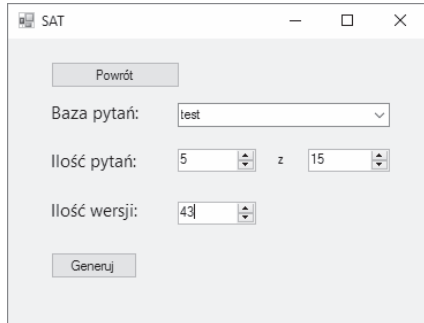 SAT
Powrót
Baza pytań: test
Ilość pytań: 5 z 15
Ilość wersji: 43
Generuj